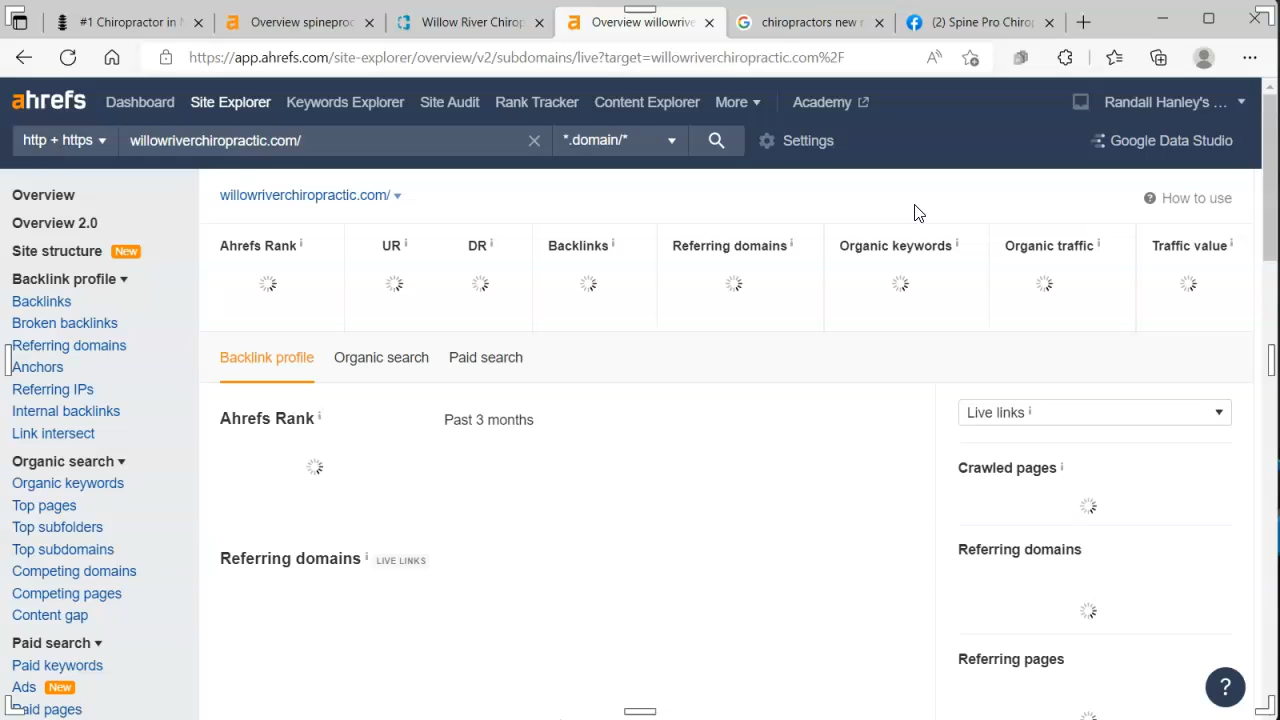 #1 Chiropractor in N
Overview spineproc
Willow River Chirop
Overview willowrive
chiropractors new r
(2) Spine Pro Chirop
https://app.ahrefs.com/site-explorer/overview/v2/subdomains/live?target=willowriverchiropractic.com%2F
ahrefs Dashboard Site Explorer Keywords Explorer Site Audit Rank Tracker Content Explorer More Academy Randall Hanley's ...
http + https willowriverchiropractic.com/ *.domain/* Settings Google Data Studio
Overview
Overview 2.0
Site structure New
Backlink profile
Backlinks
Broken backlinks
Referring domains
Anchors
Referring IPs
Internal backlinks
Link intersect
Organic search
Organic keywords
Top pages
Top subfolders
Top subdomains
Competing domains
Competing pages
Content gap
Paid search
Paid keywords
Ads New
Paid pages
willowriverchiropractic.com/ How to use
Ahrefs Rank i UR i DR i Backlinks i Referring domains i Organic keywords i Organic traffic i Traffic value i
Backlink profile Organic search Paid search
Ahrefs Rank i Past 3 months
Referring domains i LIVE LINKS
Live links i
Crawled pages i
Referring domains
Referring pages
?